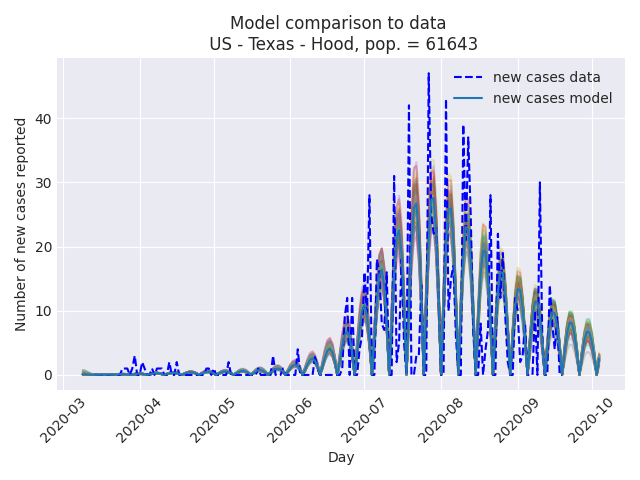 Model comparison to data
US - Texas - Hood, pop. = 61643
new cases data
new cases model
Number of new cases reported
40
30
20
10
0
2020-03
2020-04
2020-05
2020-06
2020-07
2020-08
2020-09
2020-10
Day